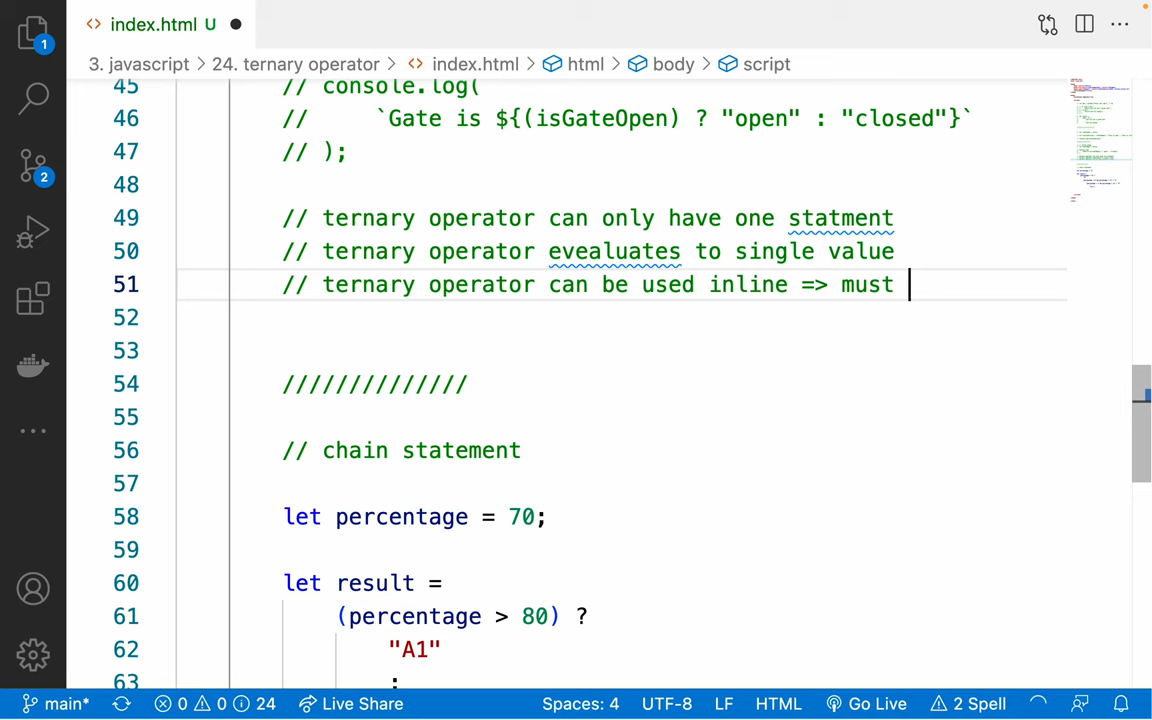 index.html U
3. javascript > 24. ternary operator > index.html > html > body > script
45 // console.log(
46 // `Gate is ${(isGateOpen) ? "open" : "closed"}`
47 // );
48
49 // ternary operator can only have one statment
50 // ternary operator evealuates to single value
51 // ternary operator can be used inline => must
52
53
54 //////////////
55
56 // chain statement
57
58 let percentage = 70;
59
60 let result =
61 (percentage > 80) ?
62 "A1"
63 :
1
2
main* 0 0 24 Live Share Spaces: 4 UTF-8 LF HTML Go Live 2 Spell